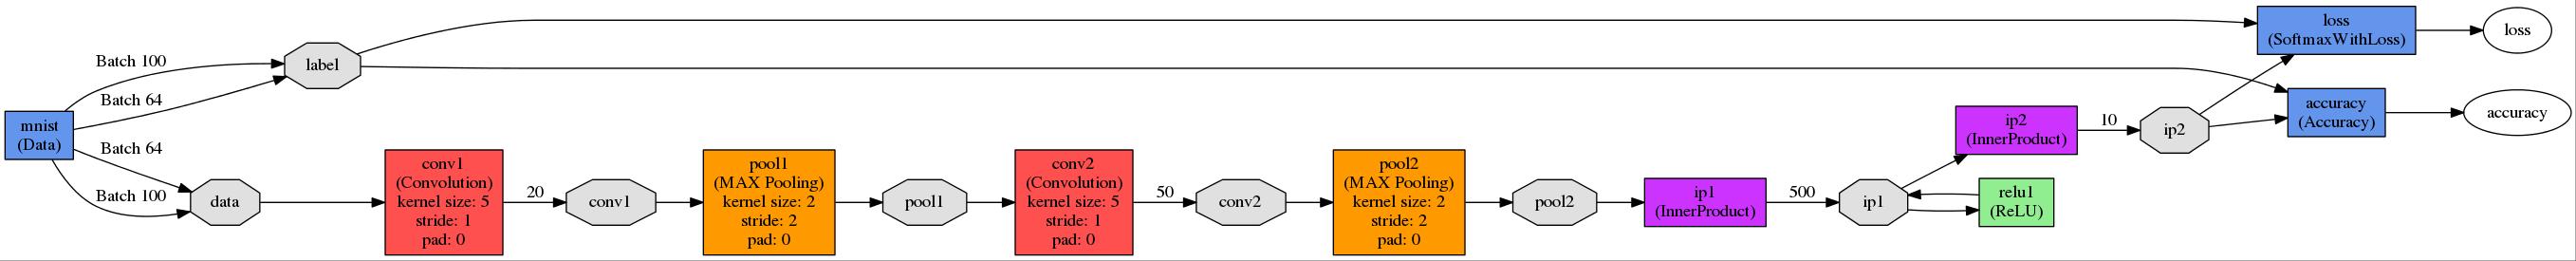 mnist
(Data)
Batch 100
Batch 64
Batch 64
Batch 100
label
data
conv1
(Convolution)
kernel size: 5
stride: 1
pad: 0
20
conv1
pool1
(MAX Pooling)
kernel size: 2
stride: 2
pad: 0
pool1
conv2
(Convolution)
kernel size: 5
stride: 1
pad: 0
50
conv2
pool2
(MAX Pooling)
kernel size: 2
stride: 2
pad: 0
pool2
ip1
(InnerProduct)
500
ip1
relu1
(ReLU)
ip2
(InnerProduct)
10
ip2
loss
(SoftmaxWithLoss)
loss
accuracy
(Accuracy)
accuracy